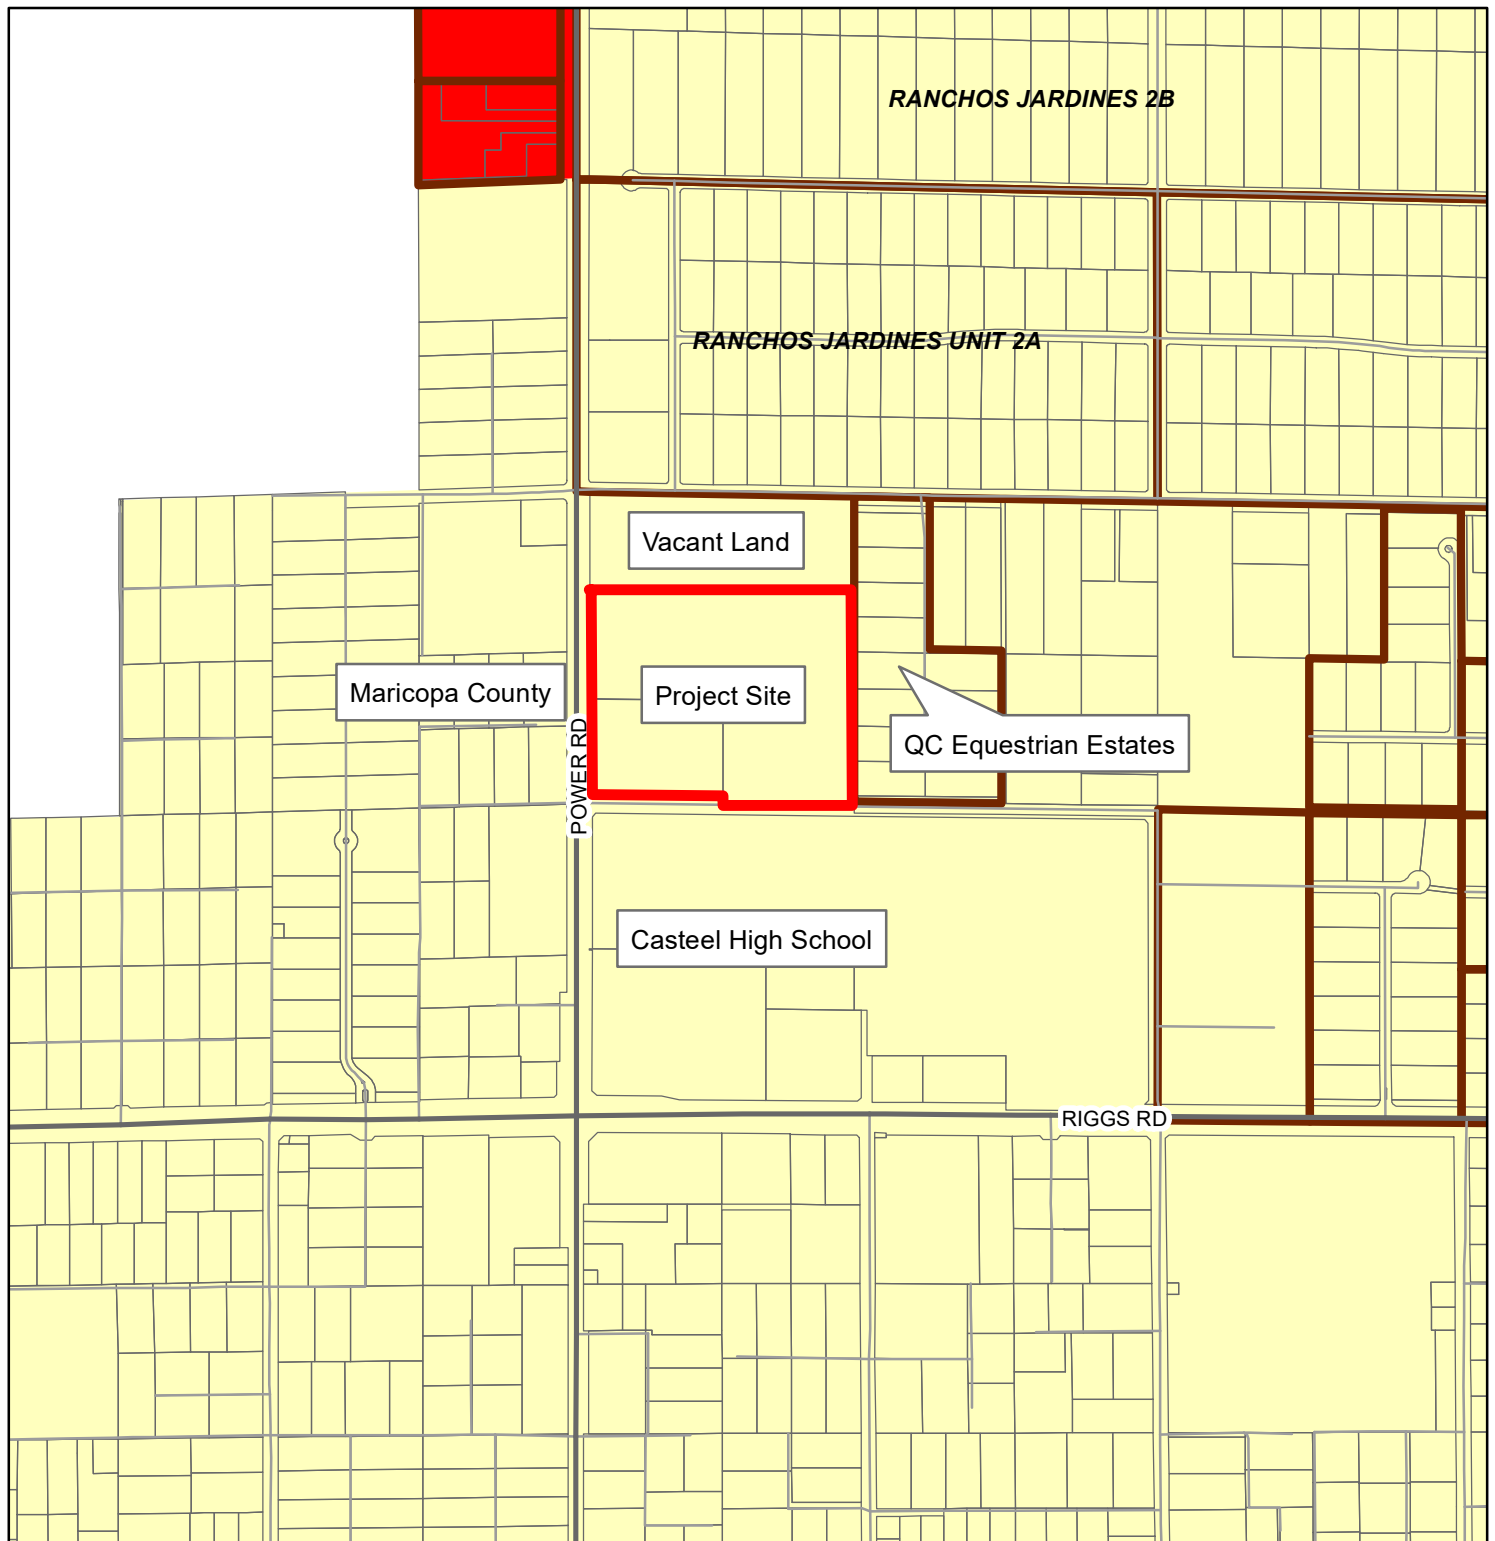 RANCHOS JARDINES 2B
RANCHOS JARDINES UNIT 2A
Vacant Land
Maricopa County
Project Site
QC Equestrian Estates
POWER RD
Casteel High School
RIGGS RD